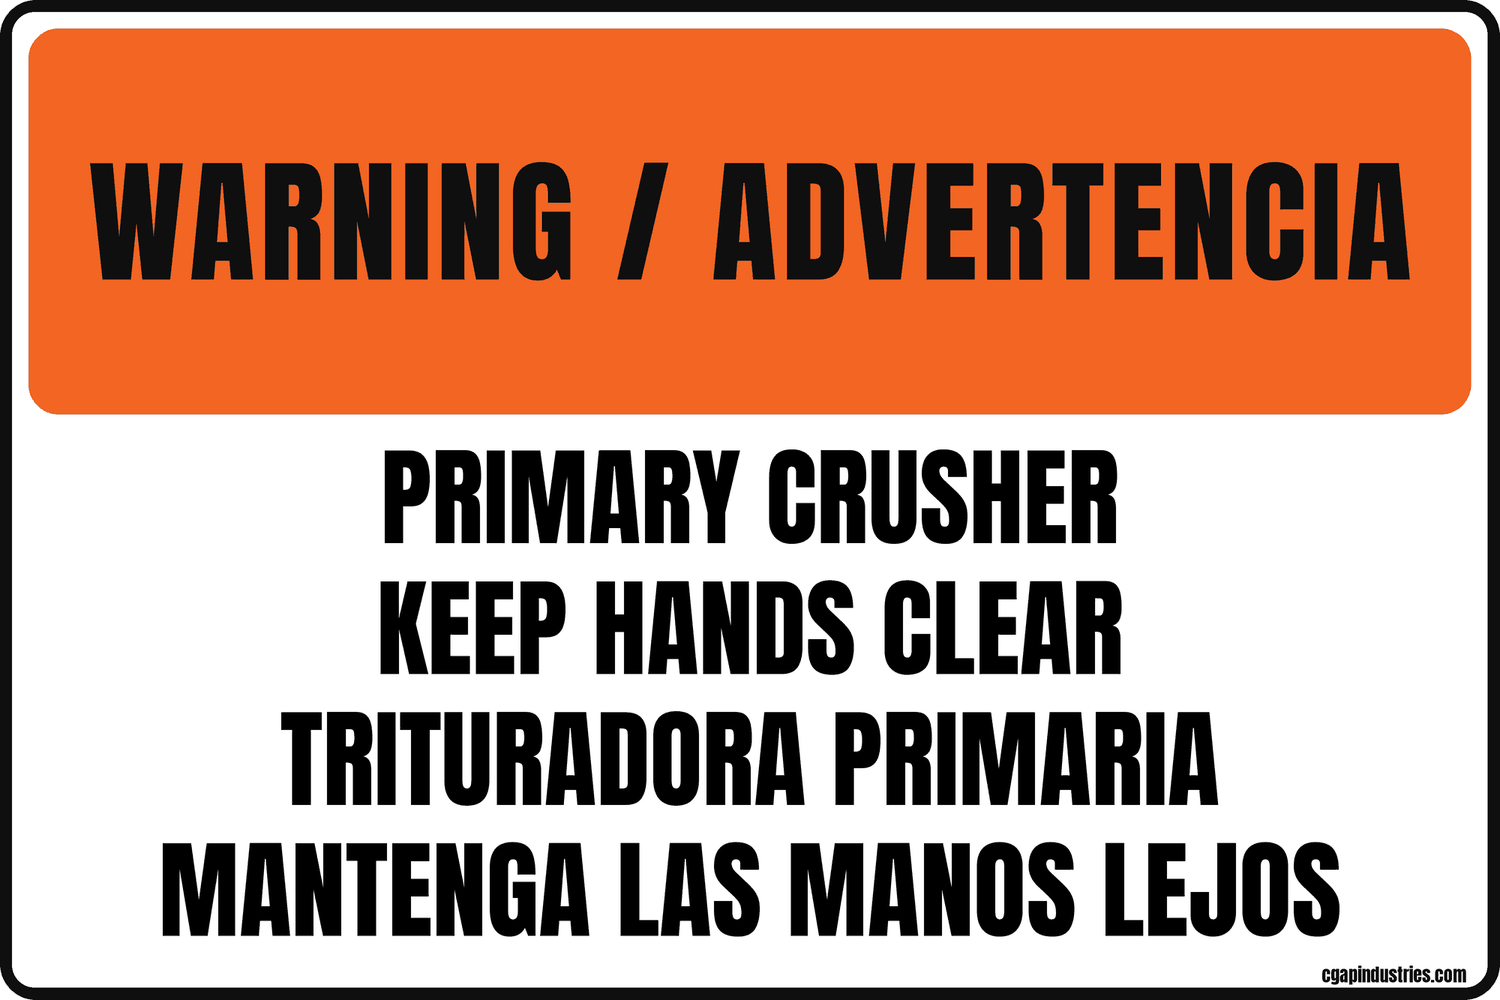 WARNING / ADVERTENCIA
PRIMARY CRUSHER
KEEP HANDS CLEAR
TRITURADORA PRIMARIA
MANTENGA LAS MANOS LEJOS
cgapindustries.com